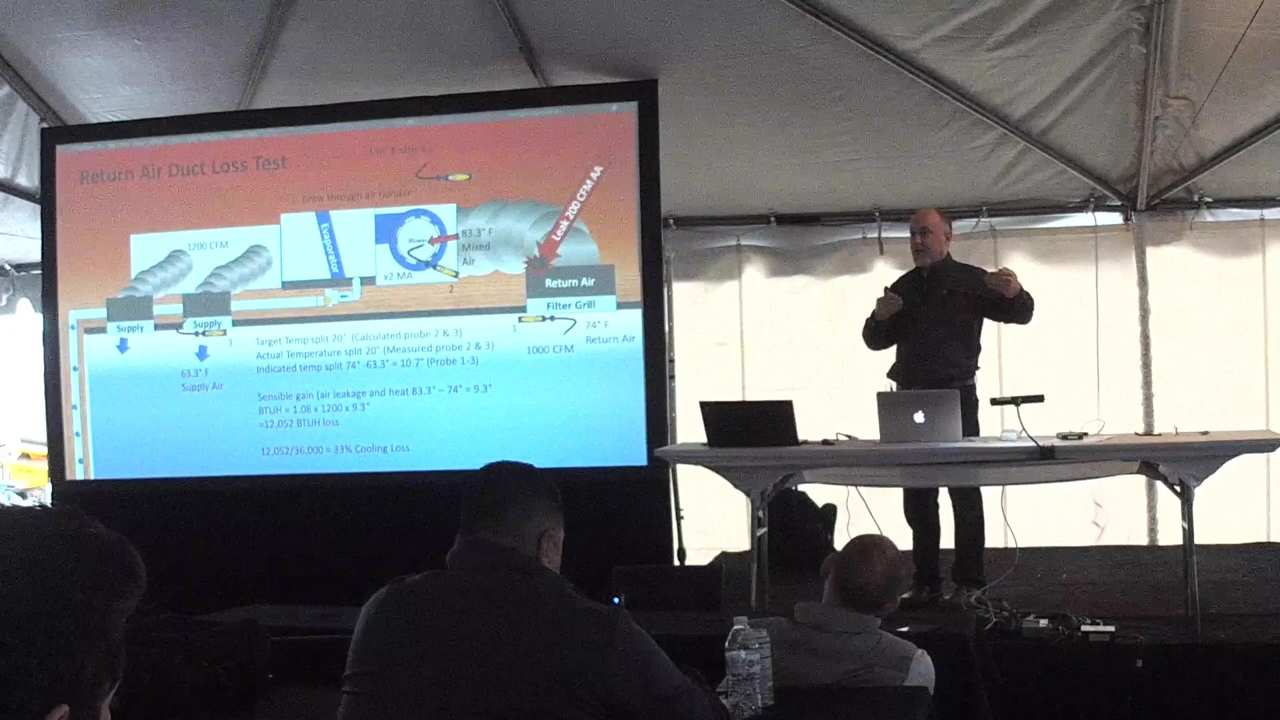 Return Air Duct Loss Test
Draw through air handler
Leak 200 CFM AA
1200 CFM
Evaporator
Blower
83.3° F
Mixed
Air
x2 MA
2
Return Air
Filter Grill
Supply
Supply
3
1
74° F
Return Air
1000 CFM
63.3° F
Supply Air
Target Temp split 20° (Calculated probe 2 & 3)
Actual Temperature split 20° (Measured probe 2 & 3)
Indicated temp split 74° -63.3° = 10.7° (Probe 1-3)
Sensible gain (air leakage and heat 83.3° – 74° = 9.3°
BTUH = 1.08 x 1200 x 9.3°
=12,052 BTUH loss
12,052/36,000 = 33% Cooling Loss